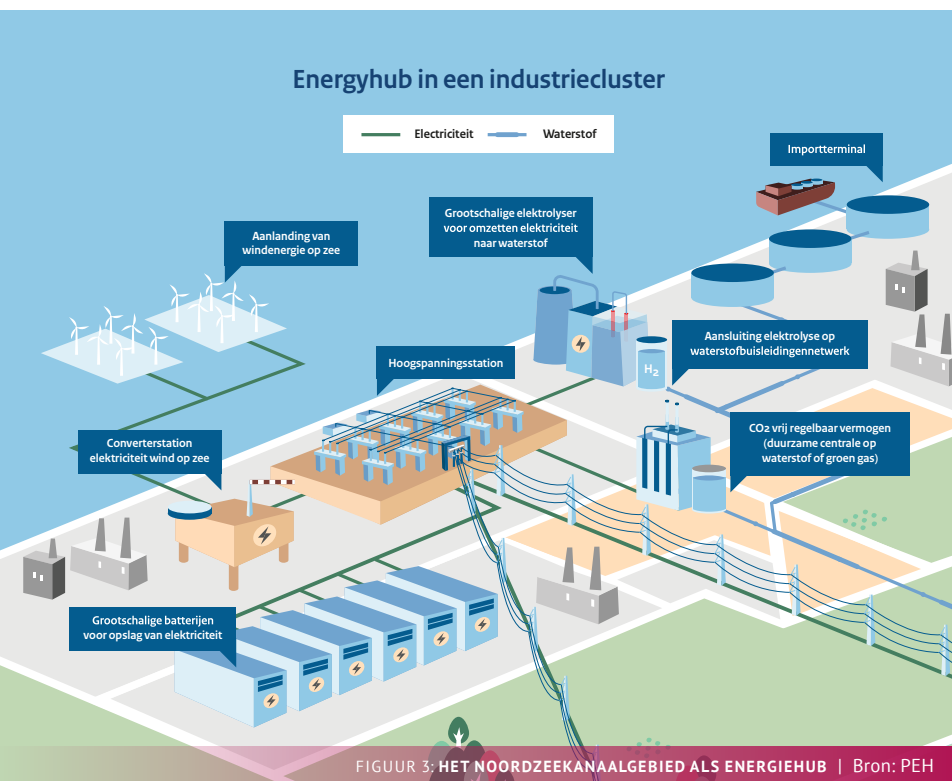 Energyhub in een industriecluster
Electriciteit
Waterstof
Importterminal
Grootschalige elektrolyser
voor omzetten elektriciteit
naar waterstof
Aanlanding van
windenergie op zee
Aansluiting elektrolyse op
waterstofbuisleidingennetwerk
H₂
Hoogspanningsstation
CO₂ vrij regelbaar vermogen
(duurzame centrale op
waterstof of groen gas)
Converterstation
elektriciteit wind op zee
Grootschalige batterijen
voor opslag van elektriciteit
FIGUUR 3: HET NOORDZEEKANAALGEBIED ALS ENERGIEHUB | Bron: PEH